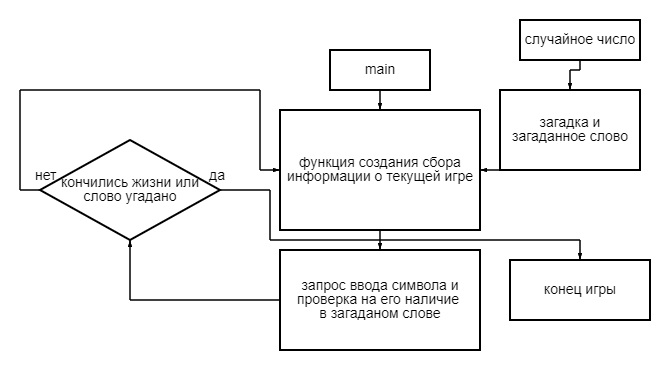 случайное число
main
загадка и
загаданное слово
функция создания сбора
информации о текущей игре
нет
кончились жизни или
слово угадано
да
запрос ввода символа и
проверка на его наличие
в загаданом слове
конец игры